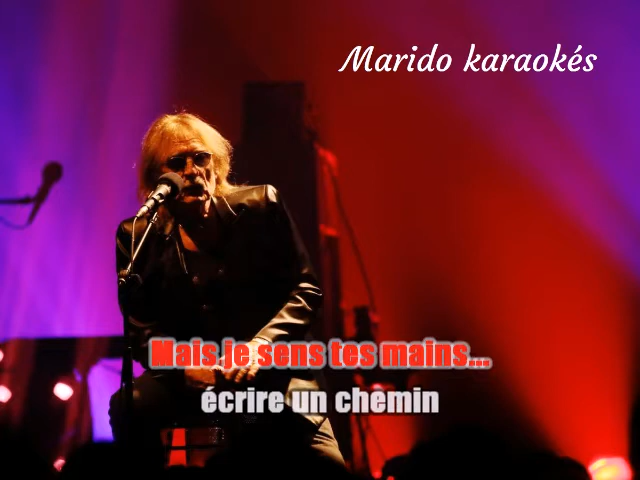 Marido karaokés
Mais je sens tes mains...
écrire un chemin